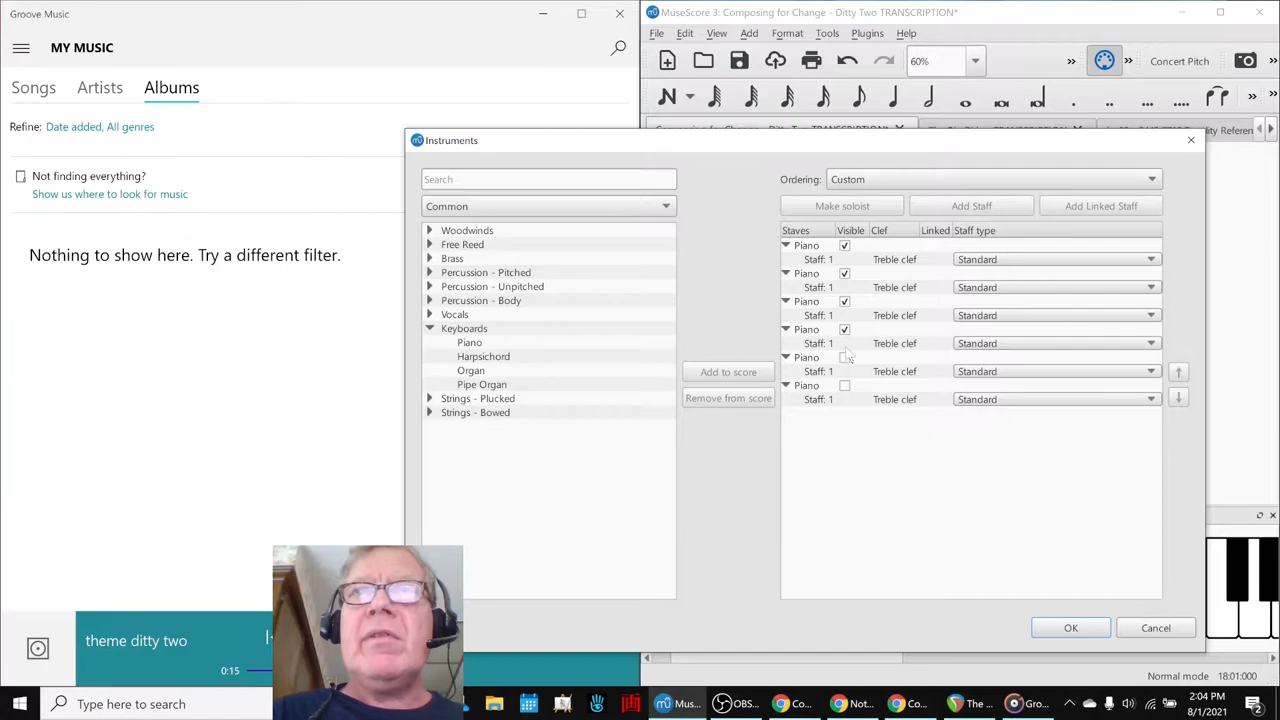 Groove Music
MY MUSIC
Songs Artists Albums
Refine: Date added, All genres
Not finding everything?
Show us where to look for music
Nothing to show here. Try a different filter.
theme ditty two
0:15
MuseScore 3: Composing for Change - Ditty Two TRANSCRIPTION*
File Edit View Add Format Tools Plugins Help
60%
Concert Pitch
Instruments
Search
Common
Woodwinds
Free Reed
Brass
Percussion - Pitched
Percussion - Unpitched
Percussion - Body
Vocals
Keyboards
Piano
Harpsichord
Organ
Pipe Organ
Strings - Plucked
Strings - Bowed
Add to score
Remove from score
Ordering: Custom
Make soloist Add Staff Add Linked Staff
Staves Visible Clef Linked Staff type
Piano
Staff: 1 Treble clef Standard
Piano
Staff: 1 Treble clef Standard
Piano
Staff: 1 Treble clef Standard
Piano
Staff: 1 Treble clef Standard
Piano
Staff: 1 Treble clef Standard
Piano
Staff: 1 Treble clef Standard
OK Cancel
Normal mode 18:01:000
Type here to search
Mus... OBS... Co... Not... Co... The ... Gro...
2:04 PM
8/1/2021